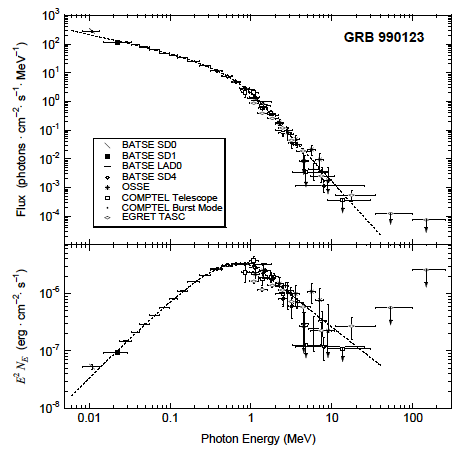 GRB 990123
Flux (photons · cm⁻² · s⁻¹ · MeV⁻¹)
10³
10²
10¹
10⁰
10⁻¹
10⁻²
10⁻³
10⁻⁴
BATSE SD0
BATSE SD1
BATSE LAD0
BATSE SD4
OSSE
COMPTEL Telescope
COMPTEL Burst Mode
EGRET TASC
E² N_E (erg · cm⁻² · s⁻¹)
10⁻⁶
10⁻⁷
10⁻⁸
0.01 0.1 1 10 100
Photon Energy (MeV)